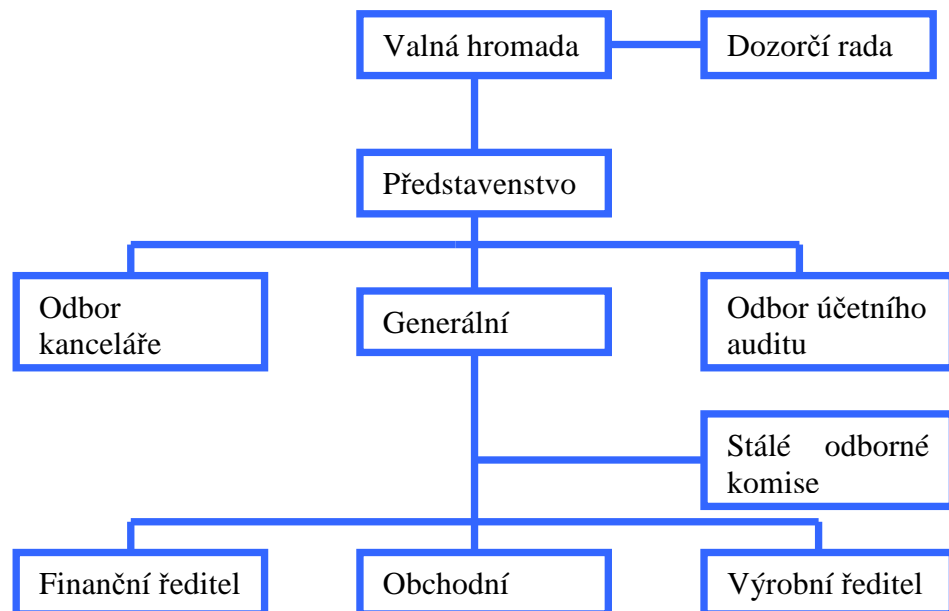 Valná hromada
Dozorčí rada
Představenstvo
Odbor
kanceláře
Generální
Odbor účetního
auditu
Stálé odborné
komise
Finanční ředitel
Obchodní
Výrobní ředitel